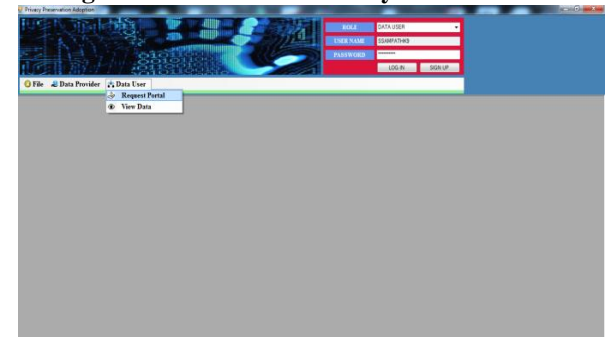 Privacy Preservation Adoption
ROLE DATA USER
USER NAME SSAMPATHKB
PASSWORD ********
LOG IN SIGN UP
File Data Provider Data User
Request Portal
View Data